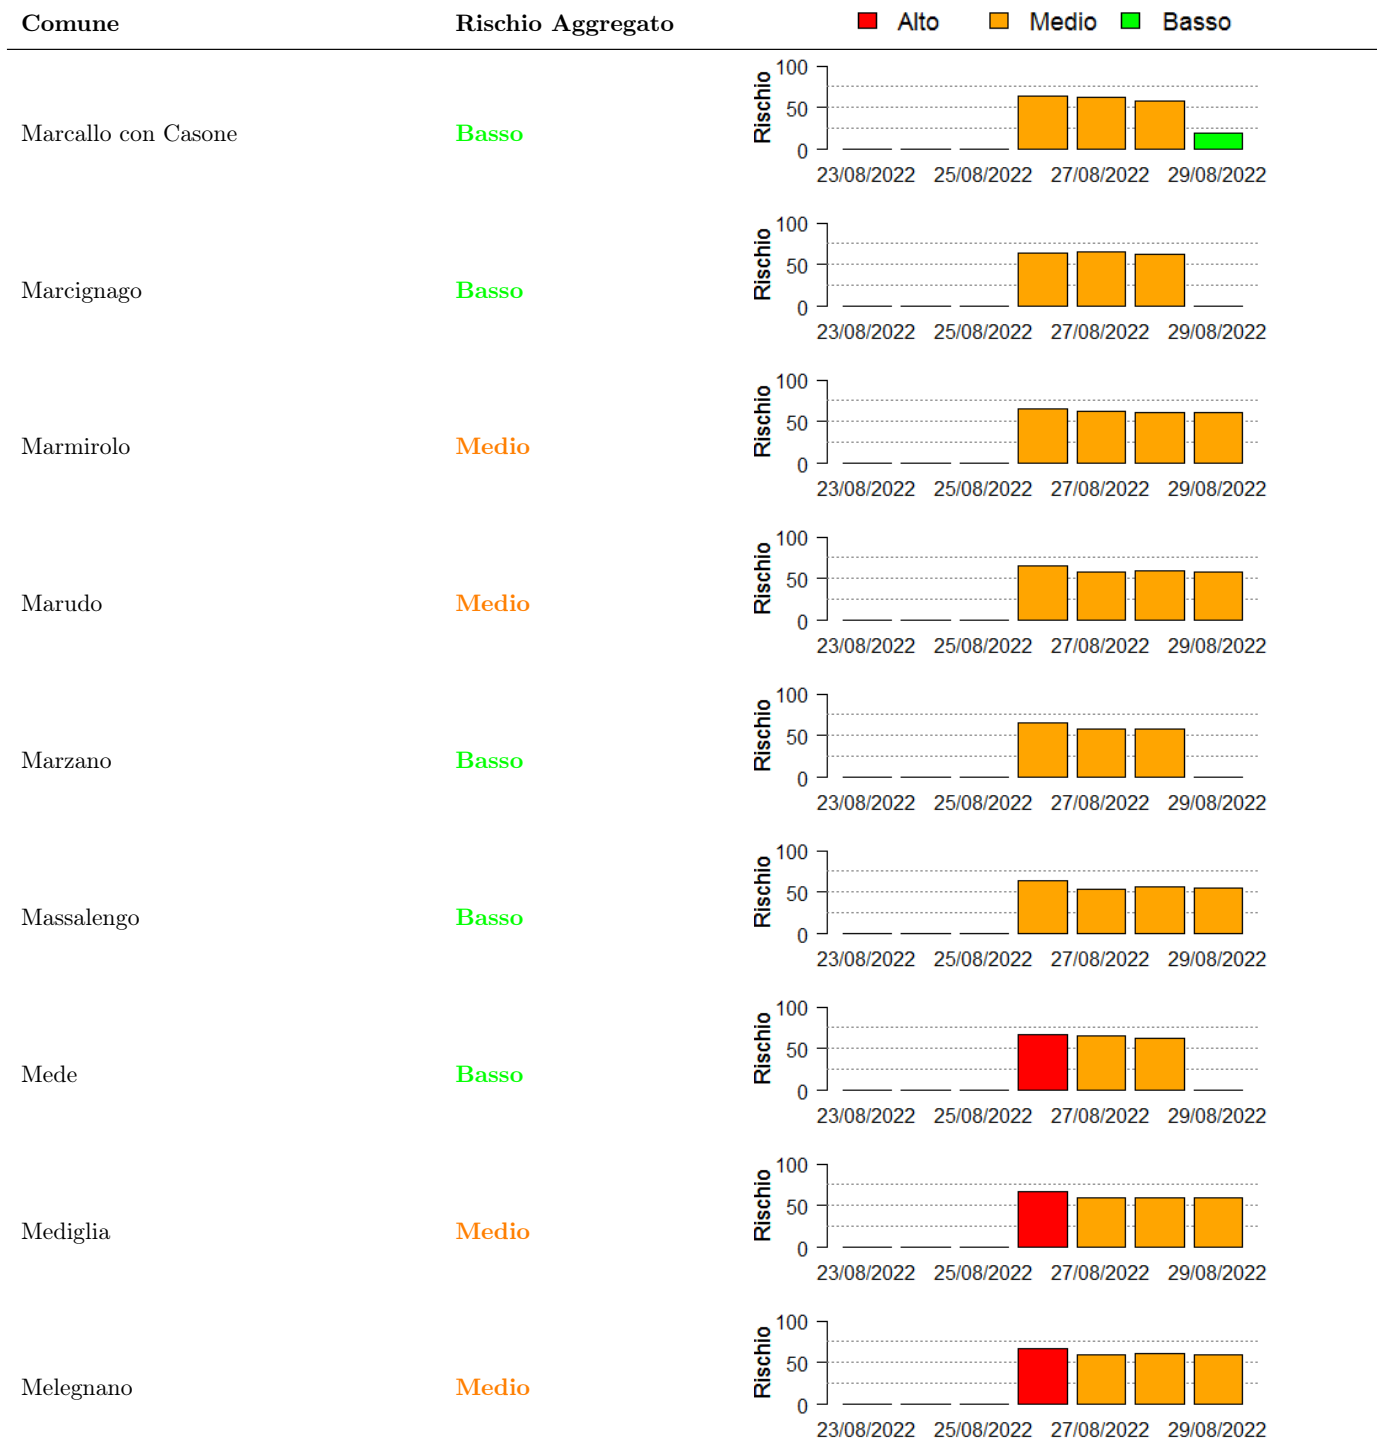 Comune Rischio Aggregato Alto Medio Basso
100
50
0
Rischio
Marcallo con Casone Basso
23/08/2022 25/08/2022 27/08/2022 29/08/2022
100
50
0
Rischio
Marcignago Basso
23/08/2022 25/08/2022 27/08/2022 29/08/2022
100
50
0
Rischio
Marmirolo Medio
23/08/2022 25/08/2022 27/08/2022 29/08/2022
100
50
0
Rischio
Marudo Medio
23/08/2022 25/08/2022 27/08/2022 29/08/2022
100
50
0
Rischio
Marzano Basso
23/08/2022 25/08/2022 27/08/2022 29/08/2022
100
50
0
Rischio
Massalengo Basso
23/08/2022 25/08/2022 27/08/2022 29/08/2022
100
50
0
Rischio
Mede Basso
23/08/2022 25/08/2022 27/08/2022 29/08/2022
100
50
0
Rischio
Mediglia Medio
23/08/2022 25/08/2022 27/08/2022 29/08/2022
100
50
0
Rischio
Melegnano Medio
23/08/2022 25/08/2022 27/08/2022 29/08/2022